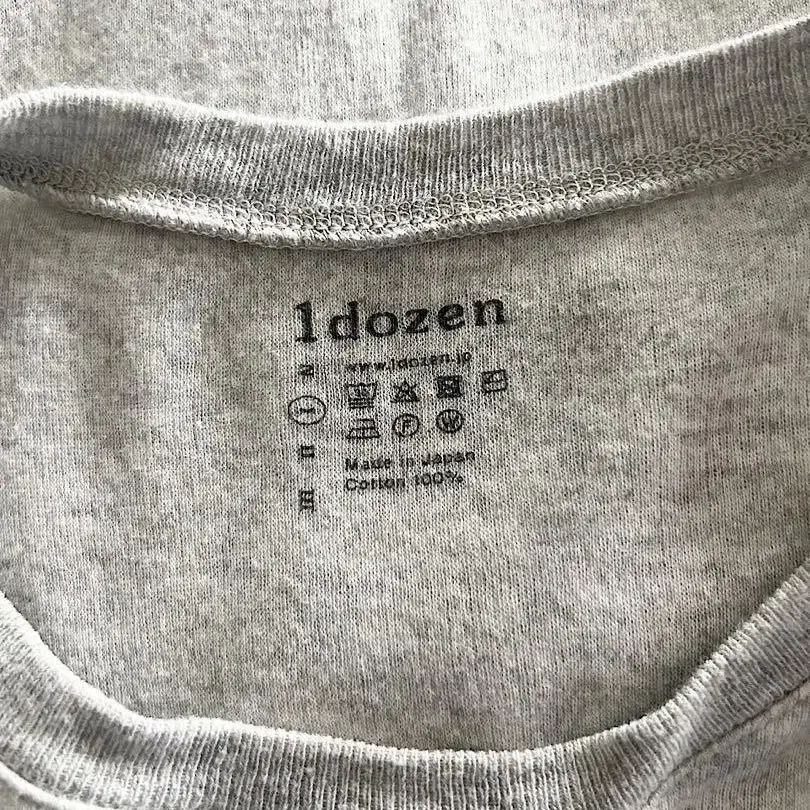 1dozen
www.1dozen.jp
F W
Made in Japan
Cotton 100%